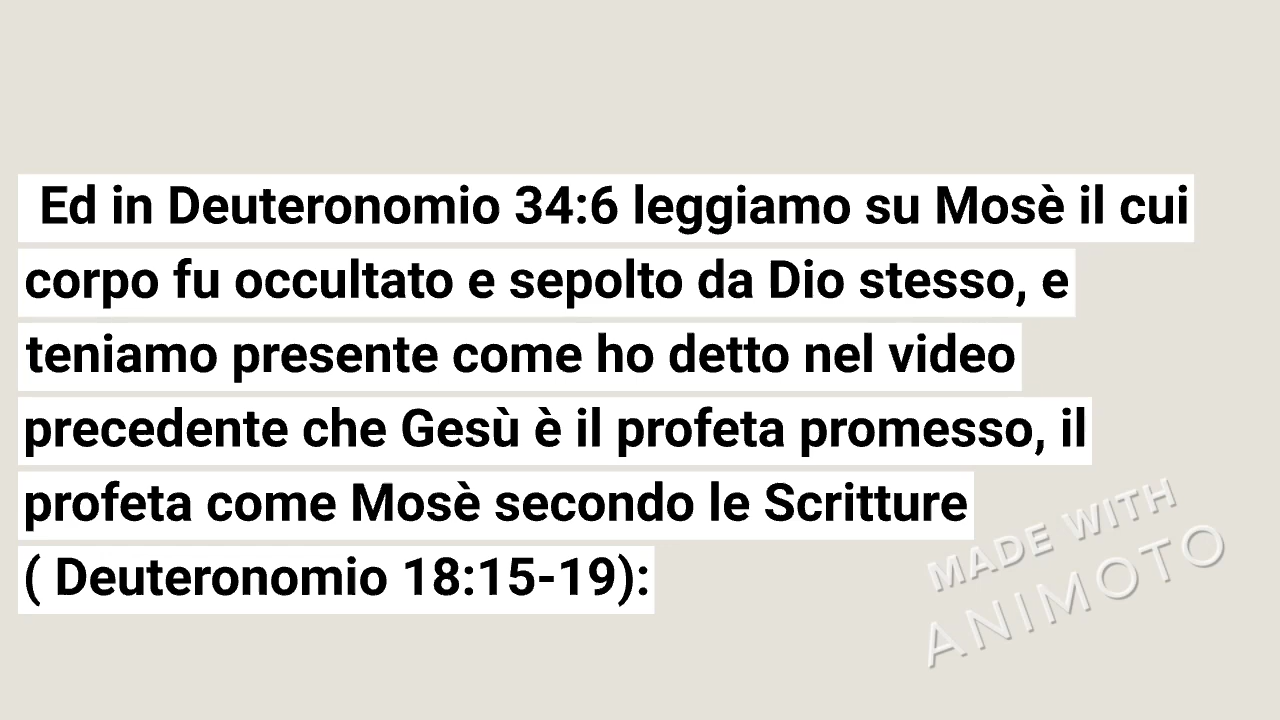 Ed in Deuteronomio 34:6 leggiamo su Mosè il cui
corpo fu occultato e sepolto da Dio stesso, e
teniamo presente come ho detto nel video
precedente che Gesù è il profeta promesso, il
profeta come Mosè secondo le Scritture
( Deuteronomio 18:15-19):
MADE WITH
ANIMOTO